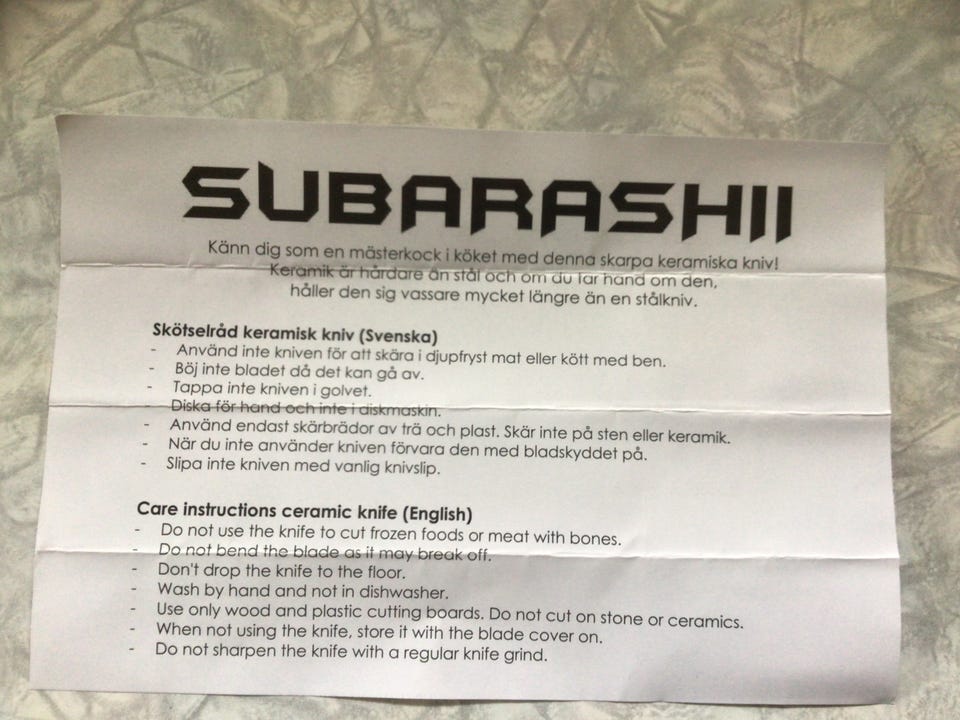 SUBARASHII
Känn dig som en mästerkock i köket med denna skarpa keramiska kniv!
Keramik är hårdare än stål och om du tar hand om den,
håller den sig vassare mycket längre än en stålkniv.
Skötselråd keramisk kniv (Svenska)
- Använd inte kniven för att skära i djupfryst mat eller kött med ben.
- Böj inte bladet då det kan gå av.
- Tappa inte kniven i golvet.
- Diska för hand och inte i diskmaskin.
- Använd endast skärbrädor av trä och plast. Skär inte på sten eller keramik.
- När du inte använder kniven förvara den med bladskyddet på.
- Slipa inte kniven med vanlig knivslip.
Care instructions ceramic knife (English)
- Do not use the knife to cut frozen foods or meat with bones.
- Do not bend the blade as it may break off.
- Don't drop the knife to the floor.
- Wash by hand and not in dishwasher.
- Use only wood and plastic cutting boards. Do not cut on stone or ceramics.
- When not using the knife, store it with the blade cover on.
- Do not sharpen the knife with a regular knife grind.